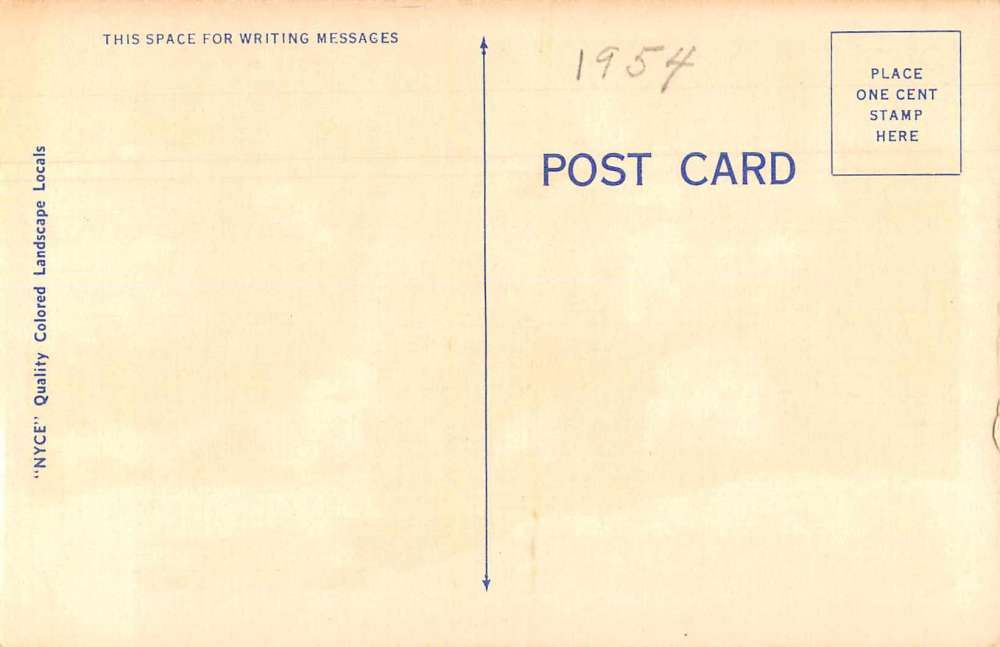 THIS SPACE FOR WRITING MESSAGES
1954
PLACE
ONE CENT
STAMP
HERE
POST CARD
"NYCE" Quality Colored Landscape Locals